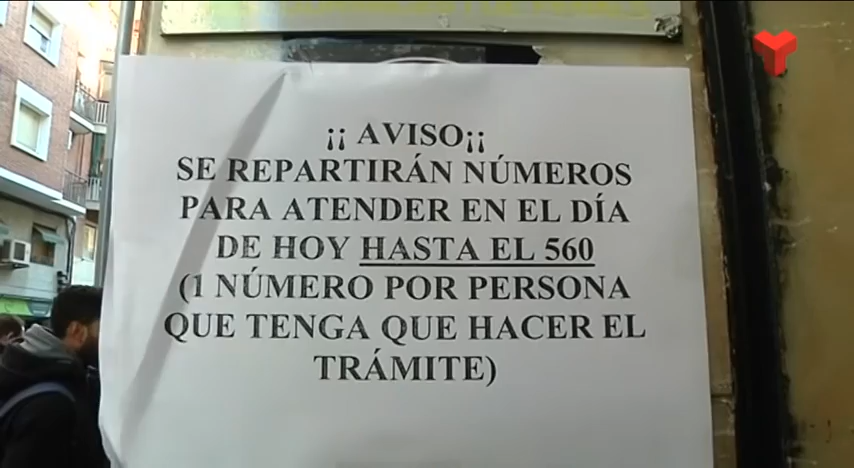 ¡¡ AVISO¡¡
SE REPARTIRÁN NÚMEROS
PARA ATENDER EN EL DÍA
DE HOY HASTA EL 560
(1 NÚMERO POR PERSONA
QUE TENGA QUE HACER EL
TRÁMITE)